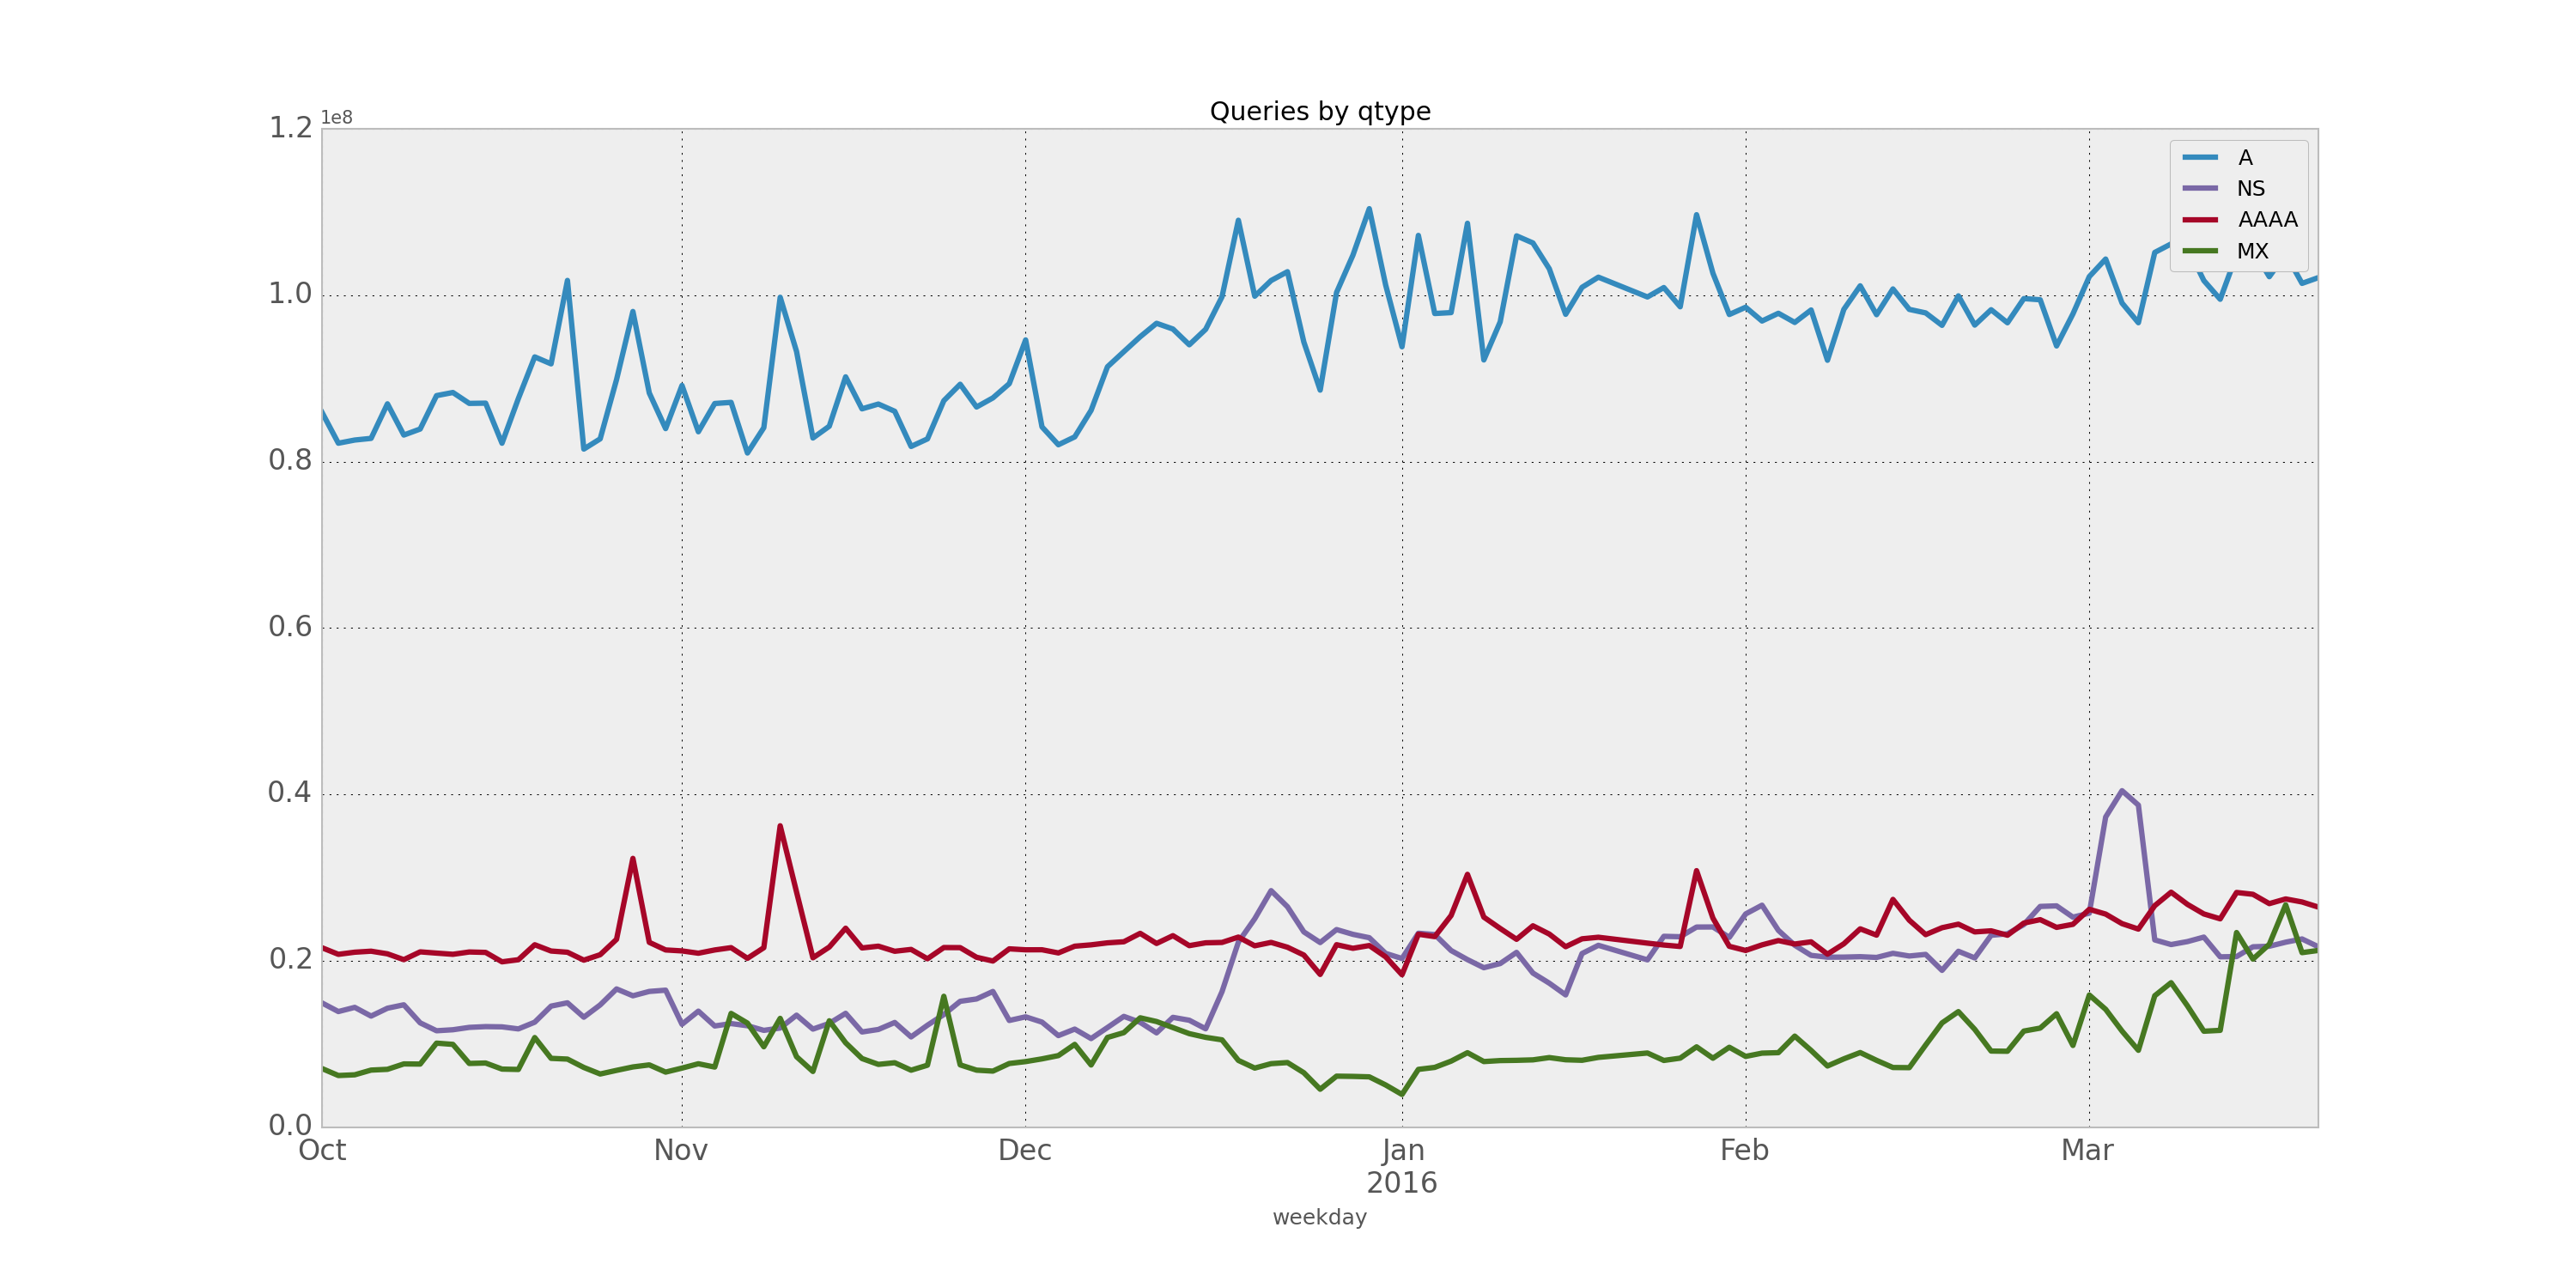 Queries by qtype
1e8
1.2
1.0
0.8
0.6
0.4
0.2
0.0
A
NS
AAAA
MX
Oct
Nov
Dec
Jan
2016
Feb
Mar
weekday